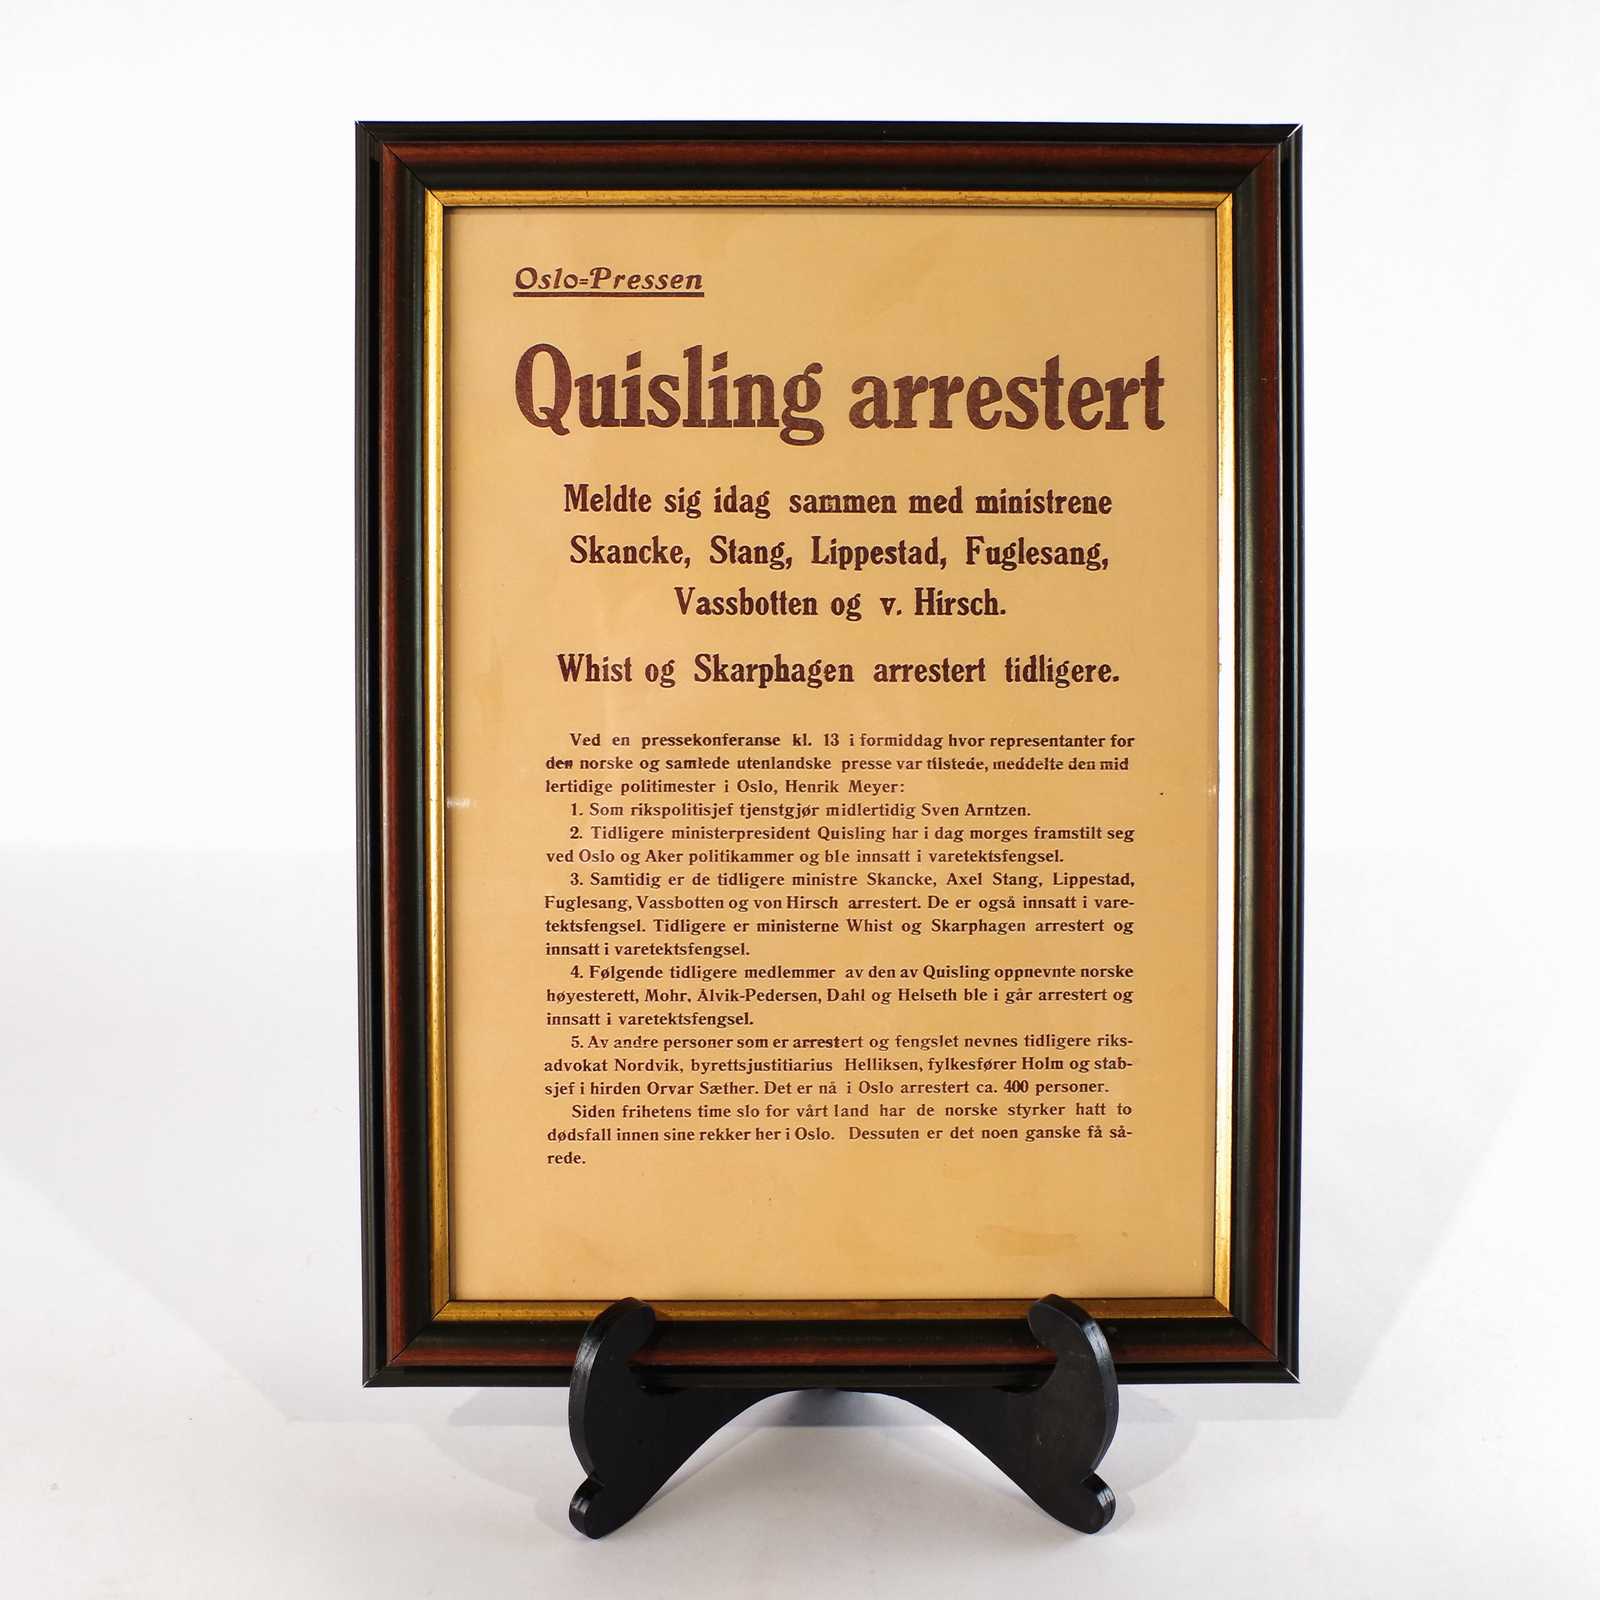 Oslo-Pressen
Quisling arrestert
Meldte sig idag sammen med ministrene
Skancke, Stang, Lippestad, Fuglesang,
Vassbotten og v. Hirsch.
Whist og Skarphagen arrestert tidligere.
Ved en pressekonferanse kl. 13 i formiddag hvor representanter for
den norske og samlede utenlandske presse var tilstede, meddelte den mid
lertidige politimester i Oslo, Henrik Meyer:
1. Som rikspolitisjef tjenstgjør midlertidig Sven Arntzen.
2. Tidligere ministerpresident Quisling har i dag morges framstilt seg
ved Oslo og Aker politikammer og ble innsatt i varetektsfengsel.
3. Samtidig er de tidligere ministre Skancke, Axel Stang, Lippestad,
Fuglesang, Vassbotten og von Hirsch arrestert. De er også innsatt i vare-
tektsfengsel. Tidligere er ministerne Whist og Skarphagen arrestert og
innsatt i varetektsfengsel.
4. Følgende tidligere medlemmer av den av Quisling oppnevnte norske
høyesterett, Mohr, Alvik-Pedersen, Dahl og Helseth ble i går arrestert og
innsatt i varetektsfengsel.
5. Av andre personer som er arrestert og fengslet nevnes tidligere riks-
advokat Nordvik, byrettsjustitiarius Helliksen, fylkesfører Holm og stab-
sjef i hirden Orvar Sæther. Det er nå i Oslo arrestert ca. 400 personer.
Siden frihetens time slo for vårt land har de norske styrker hatt to
dødsfall innen sine rekker her i Oslo. Dessuten er det noen ganske få så-
rede.